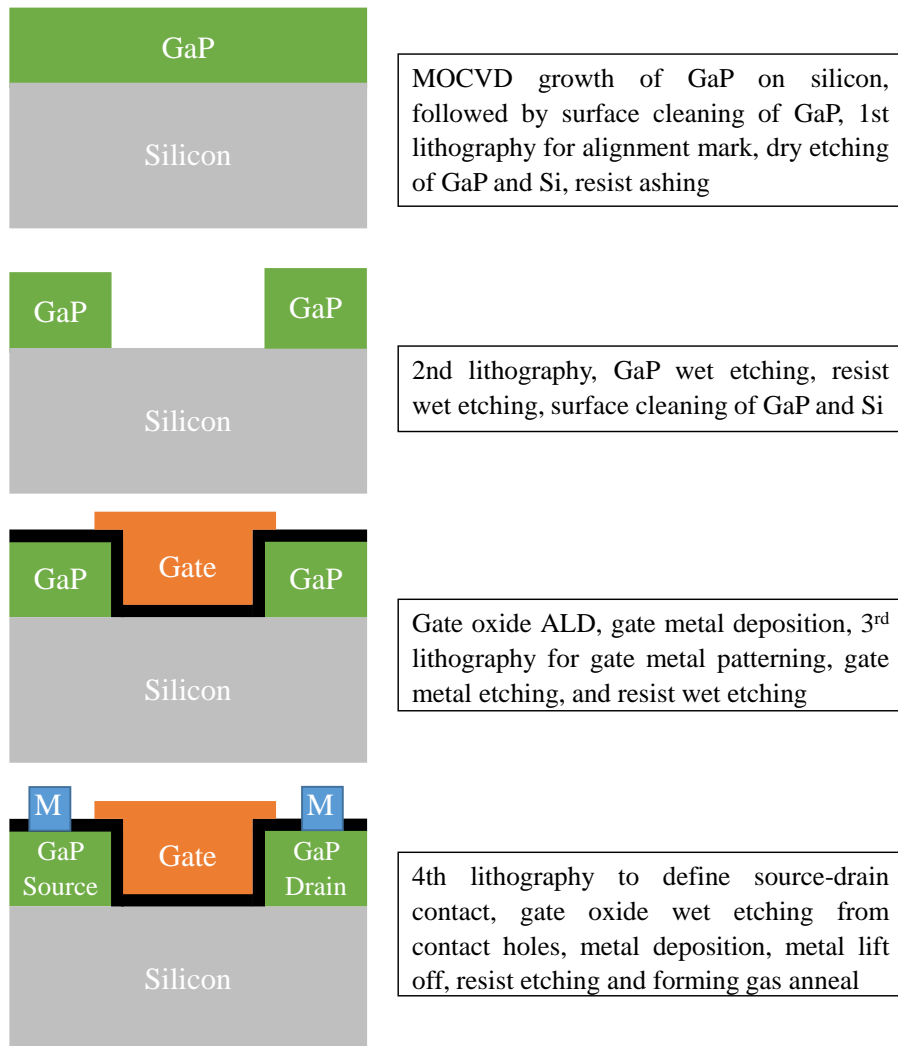 GaP
Silicon
MOCVD growth of GaP on silicon,
followed by surface cleaning of GaP, 1st
lithography for alignment mark, dry etching
of GaP and Si, resist ashing
GaP
GaP
Silicon
2nd lithography, GaP wet etching, resist
wet etching, surface cleaning of GaP and Si
GaP
Gate
GaP
Silicon
Gate oxide ALD, gate metal deposition, 3rd
lithography for gate metal patterning, gate
metal etching, and resist wet etching
M
M
GaP
Source
Gate
GaP
Drain
Silicon
4th lithography to define source-drain
contact, gate oxide wet etching from
contact holes, metal deposition, metal lift
off, resist etching and forming gas anneal